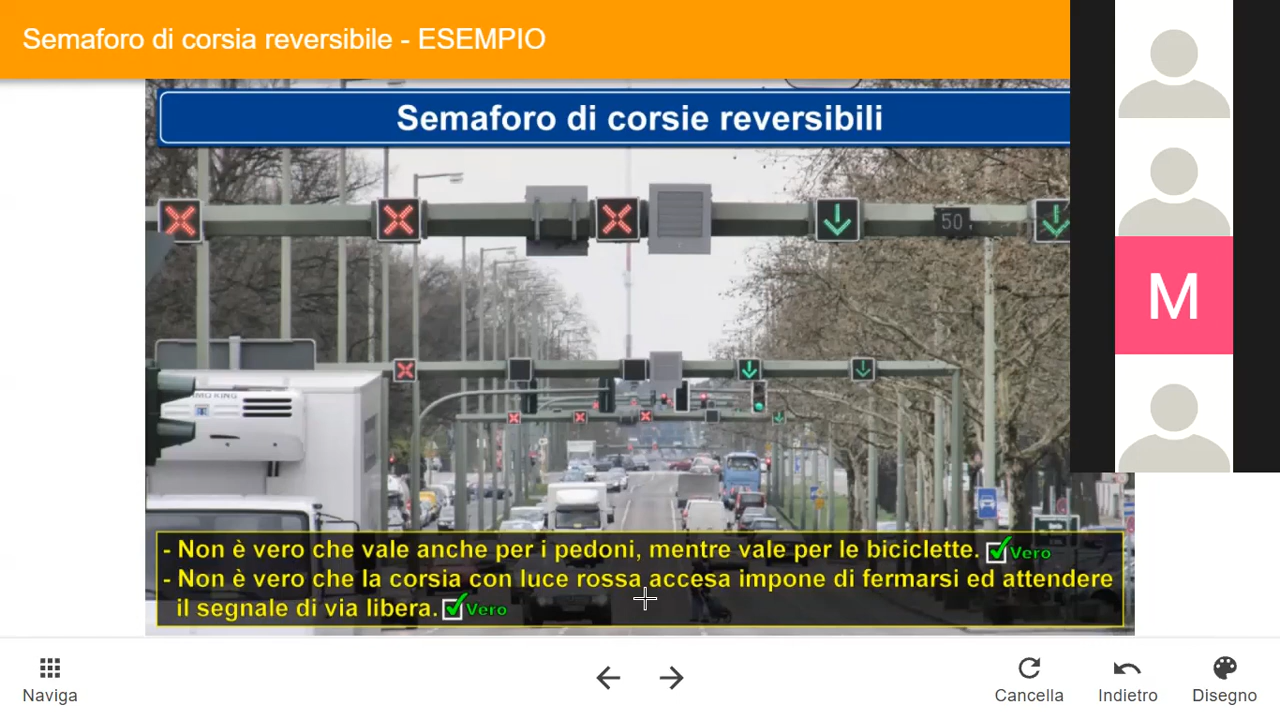 Semaforo di corsia reversibile - ESEMPIO
Semaforo di corsie reversibili
50
M
- Non è vero che vale anche per i pedoni, mentre vale per le biciclette. Vero
- Non è vero che la corsia con luce rossa accesa impone di fermarsi ed attendere
il segnale di via libera. Vero
Naviga
Cancella
Indietro
Disegno